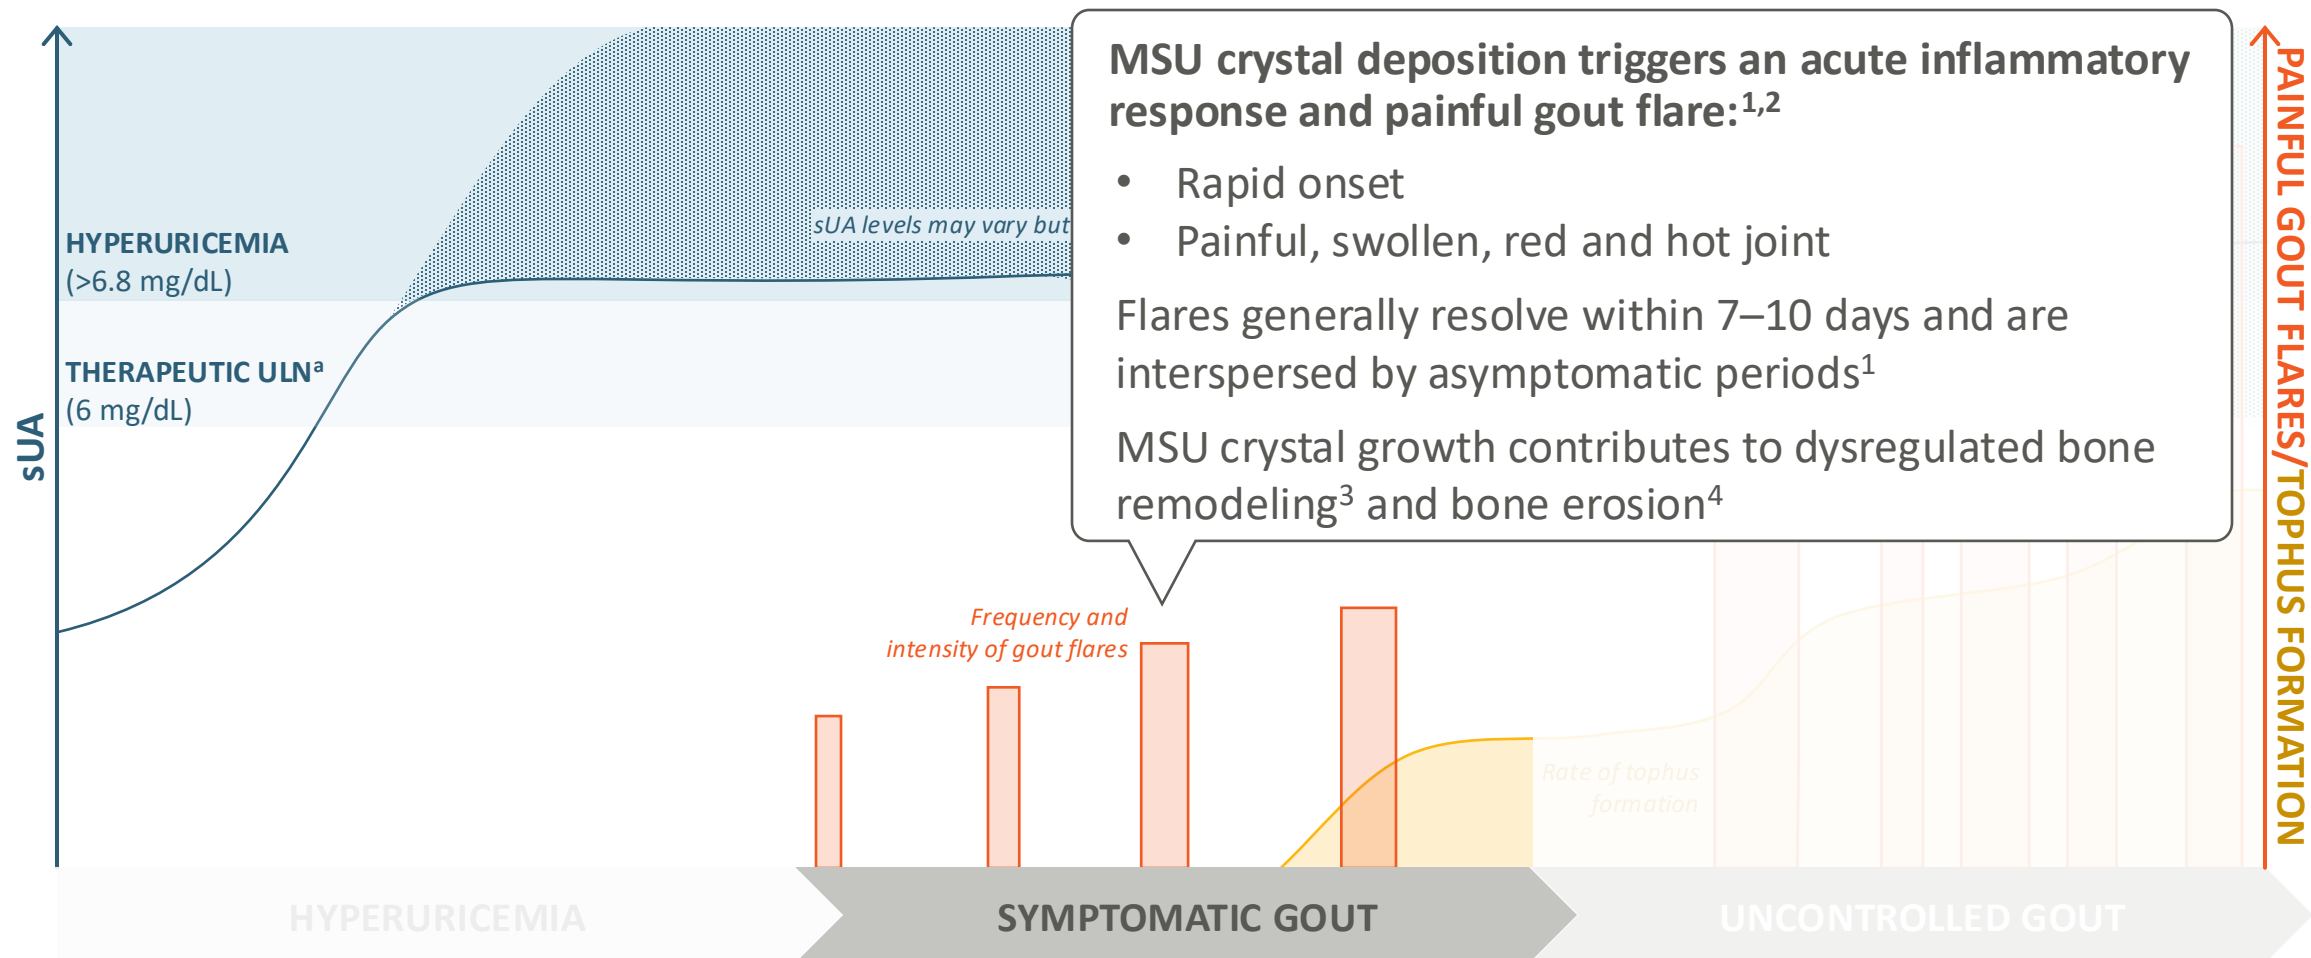 MSU crystal deposition triggers an acute inflammatory
response and painful gout flare:1,2
• Rapid onset
• Painful, swollen, red and hot joint
Flares generally resolve within 7–10 days and are
interspersed by asymptomatic periods1
MSU crystal growth contributes to dysregulated bone
remodeling3 and bone erosion4
sUA levels may vary but
HYPERURICEMIA
(>6.8 mg/dL)
THERAPEUTIC ULNa
(6 mg/dL)
sUA
PAINFUL GOUT FLARES/TOPHUS FORMATION
Frequency and
intensity of gout flares
Rate of tophus
formation
HYPERURICEMIA
SYMPTOMATIC GOUT
UNCONTROLLED GOUT